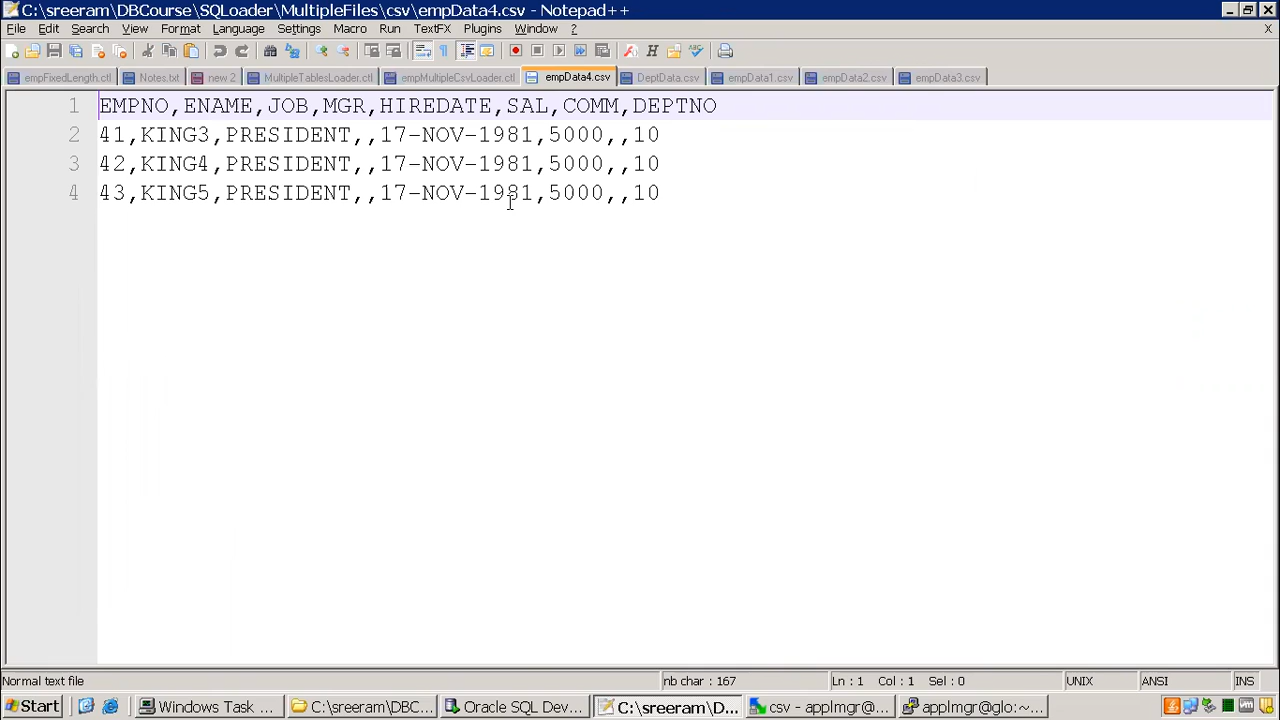 C:\sreeram\DBCourse\SQLoader\MultipleFiles\csv\empData4.csv - Notepad++
File Edit Search View Format Language Settings Macro Run TextFX Plugins Window ? X
empFixedLength.ctl Notes.txt new 2 MultipleTablesLoader.ctl empMultipleCsvLoader.ctl empData4.csv DeptData.csv empData1.csv empData2.csv empData3.csv
1 EMPNO,ENAME,JOB,MGR,HIREDATE,SAL,COMM,DEPTNO
2 41,KING3,PRESIDENT,,17-NOV-1981,5000,,10
3 42,KING4,PRESIDENT,,17-NOV-1981,5000,,10
4 43,KING5,PRESIDENT,,17-NOV-1981,5000,,10
Normal text file nb char : 167 Ln : 1 Col : 1 Sel : 0 UNIX ANSI INS
Start Windows Task ... C:\sreeram\DBC... Oracle SQL Dev... C:\sreeram\D... csv - applmgr@... applmgr@glo:~...